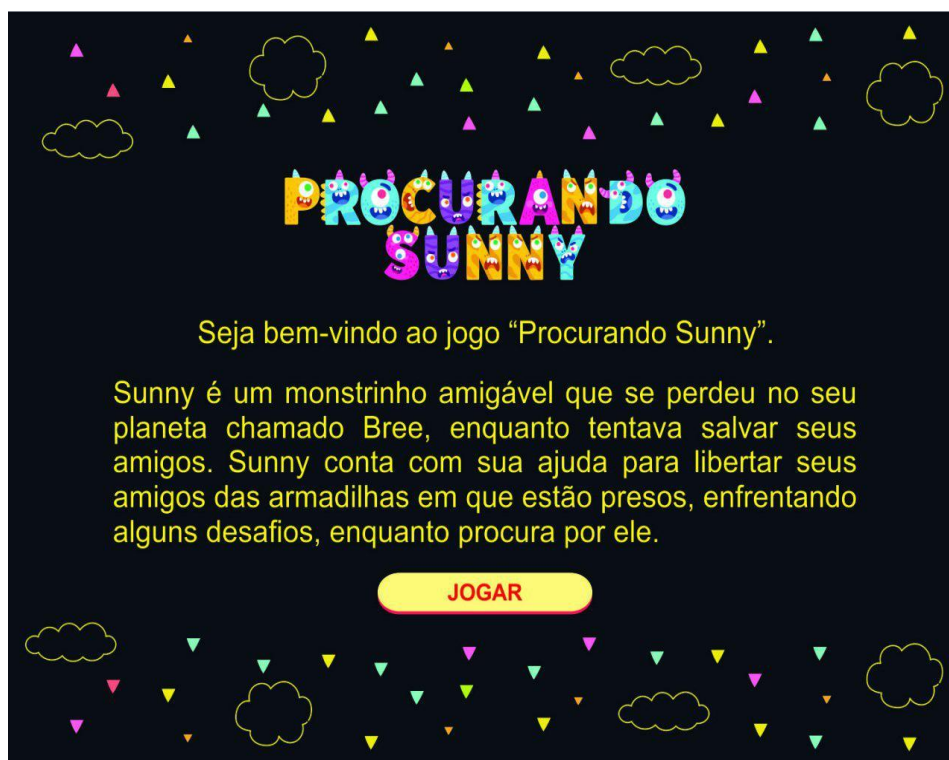 PROCURANDO
SUNNY
Seja bem-vindo ao jogo “Procurando Sunny”.
Sunny é um monstrinho amigável que se perdeu no seu
planeta chamado Bree, enquanto tentava salvar seus
amigos. Sunny conta com sua ajuda para libertar seus
amigos das armadilhas em que estão presos, enfrentando
alguns desafios, enquanto procura por ele.
JOGAR